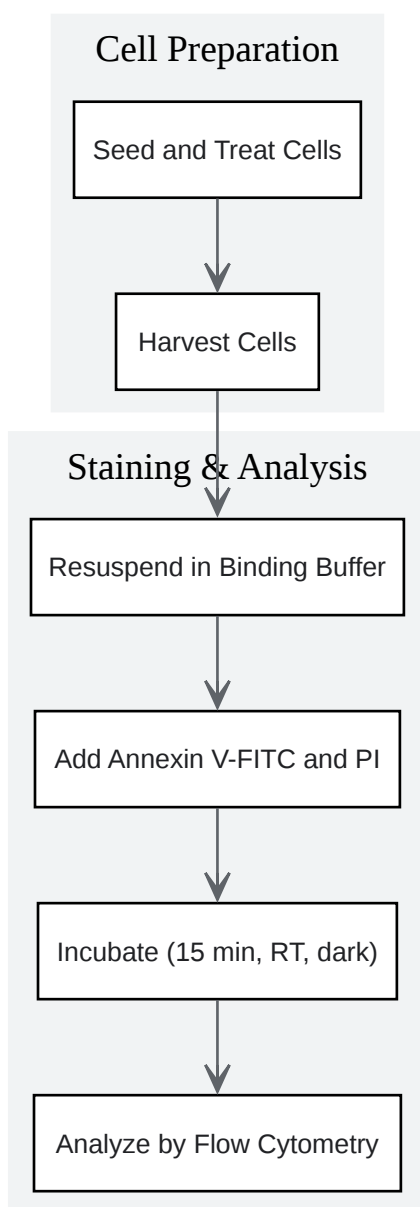 Cell Preparation
Seed and Treat Cells
Harvest Cells
Staining & Analysis
Resuspend in Binding Buffer
Add Annexin V-FITC and PI
Incubate (15 min, RT, dark)
Analyze by Flow Cytometry